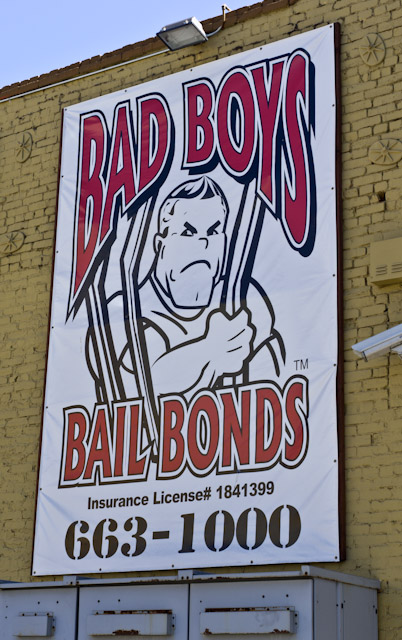 BAD BOYS
TM
BAIL BONDS
Insurance License# 1841399
663-1000